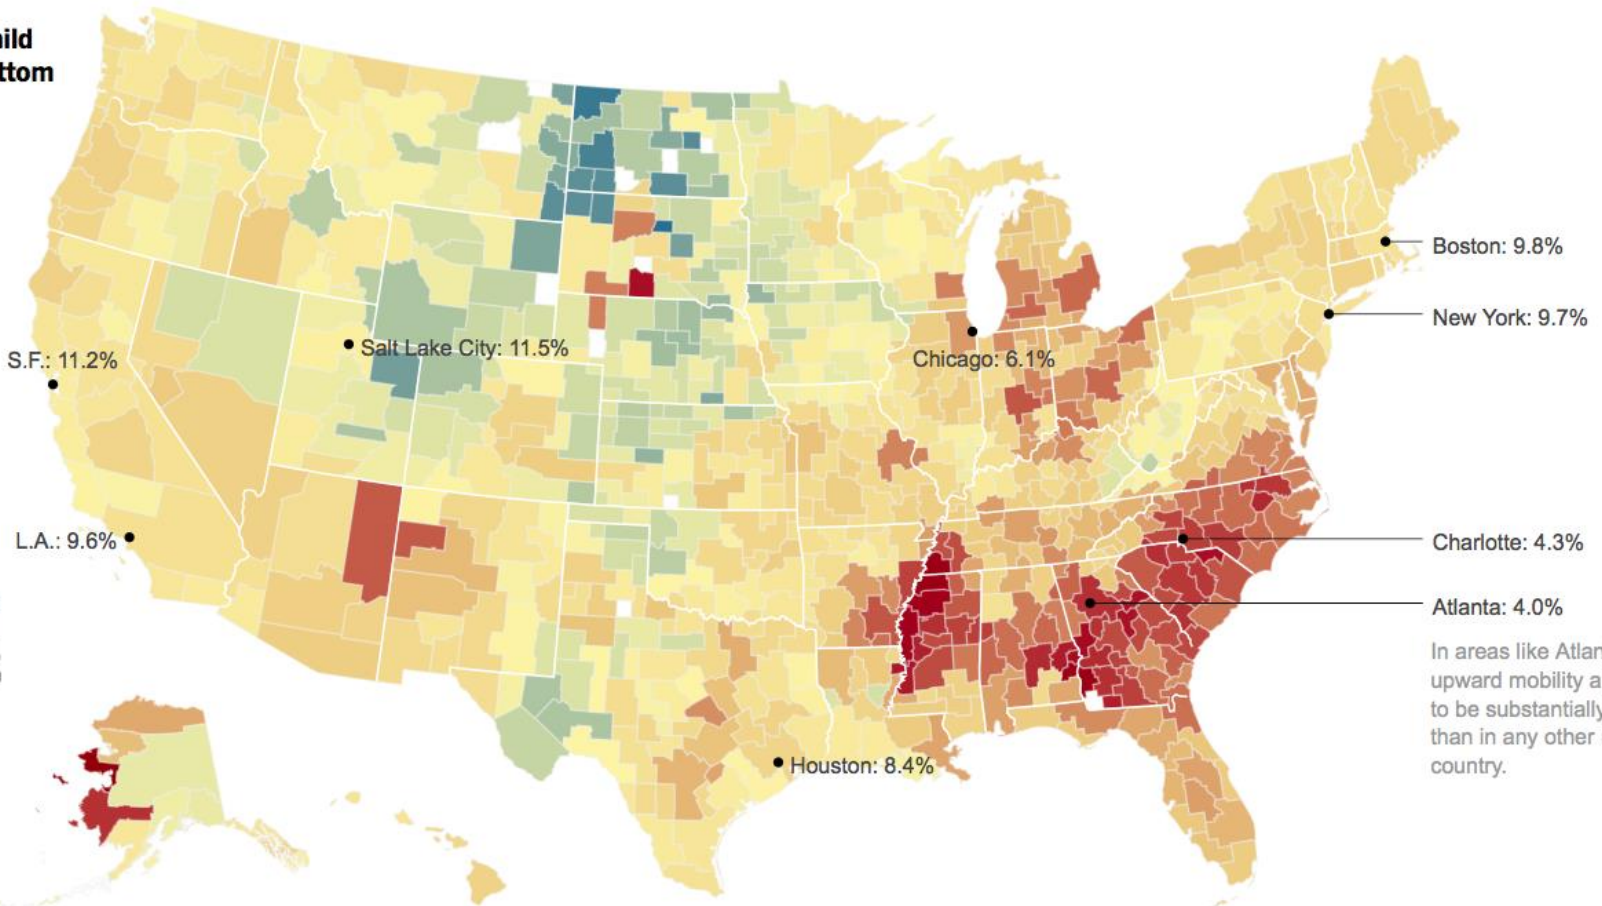 ild
ttom
Boston: 9.8%
New York: 9.7%
S.F.: 11.2%
Salt Lake City: 11.5%
Chicago: 6.1%
L.A.: 9.6%
Charlotte: 4.3%
Atlanta: 4.0%
In areas like Atlan
upward mobility a
to be substantially
than in any other
country.
Houston: 8.4%